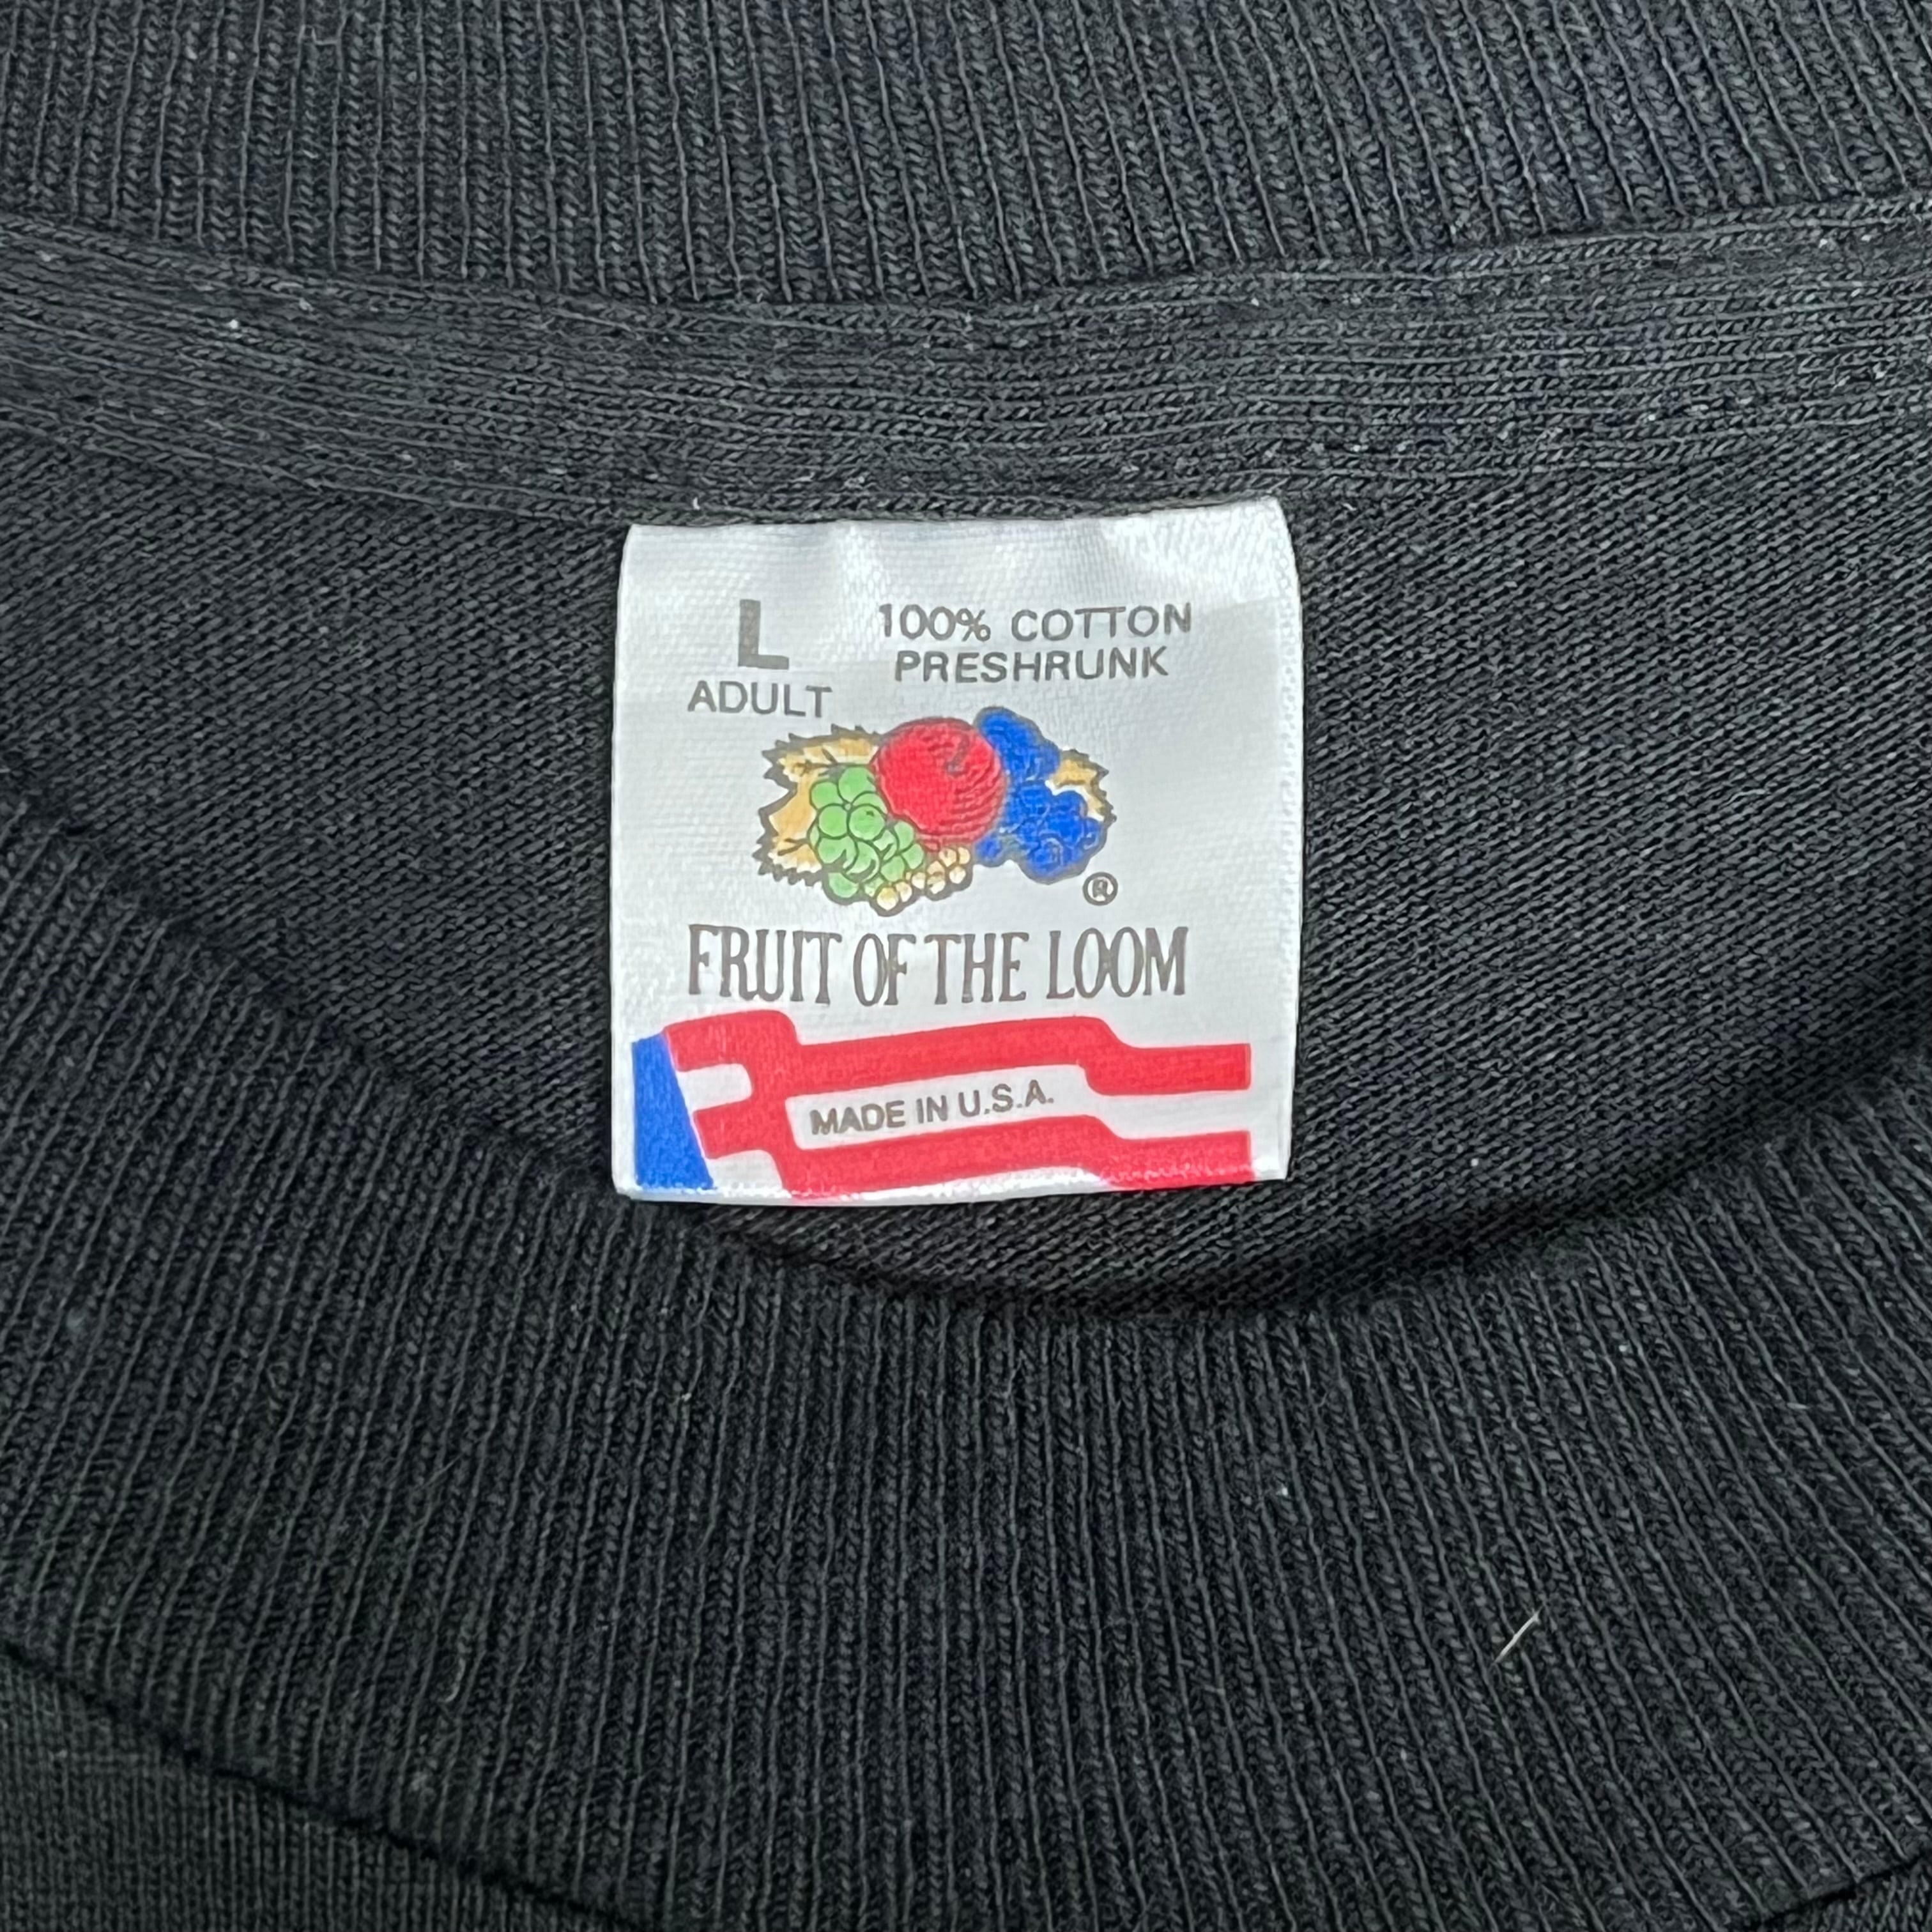 L
100% COTTON
PRESHRUNK
ADULT
®
FRUIT OF THE LOOM
MADE IN U.S.A.